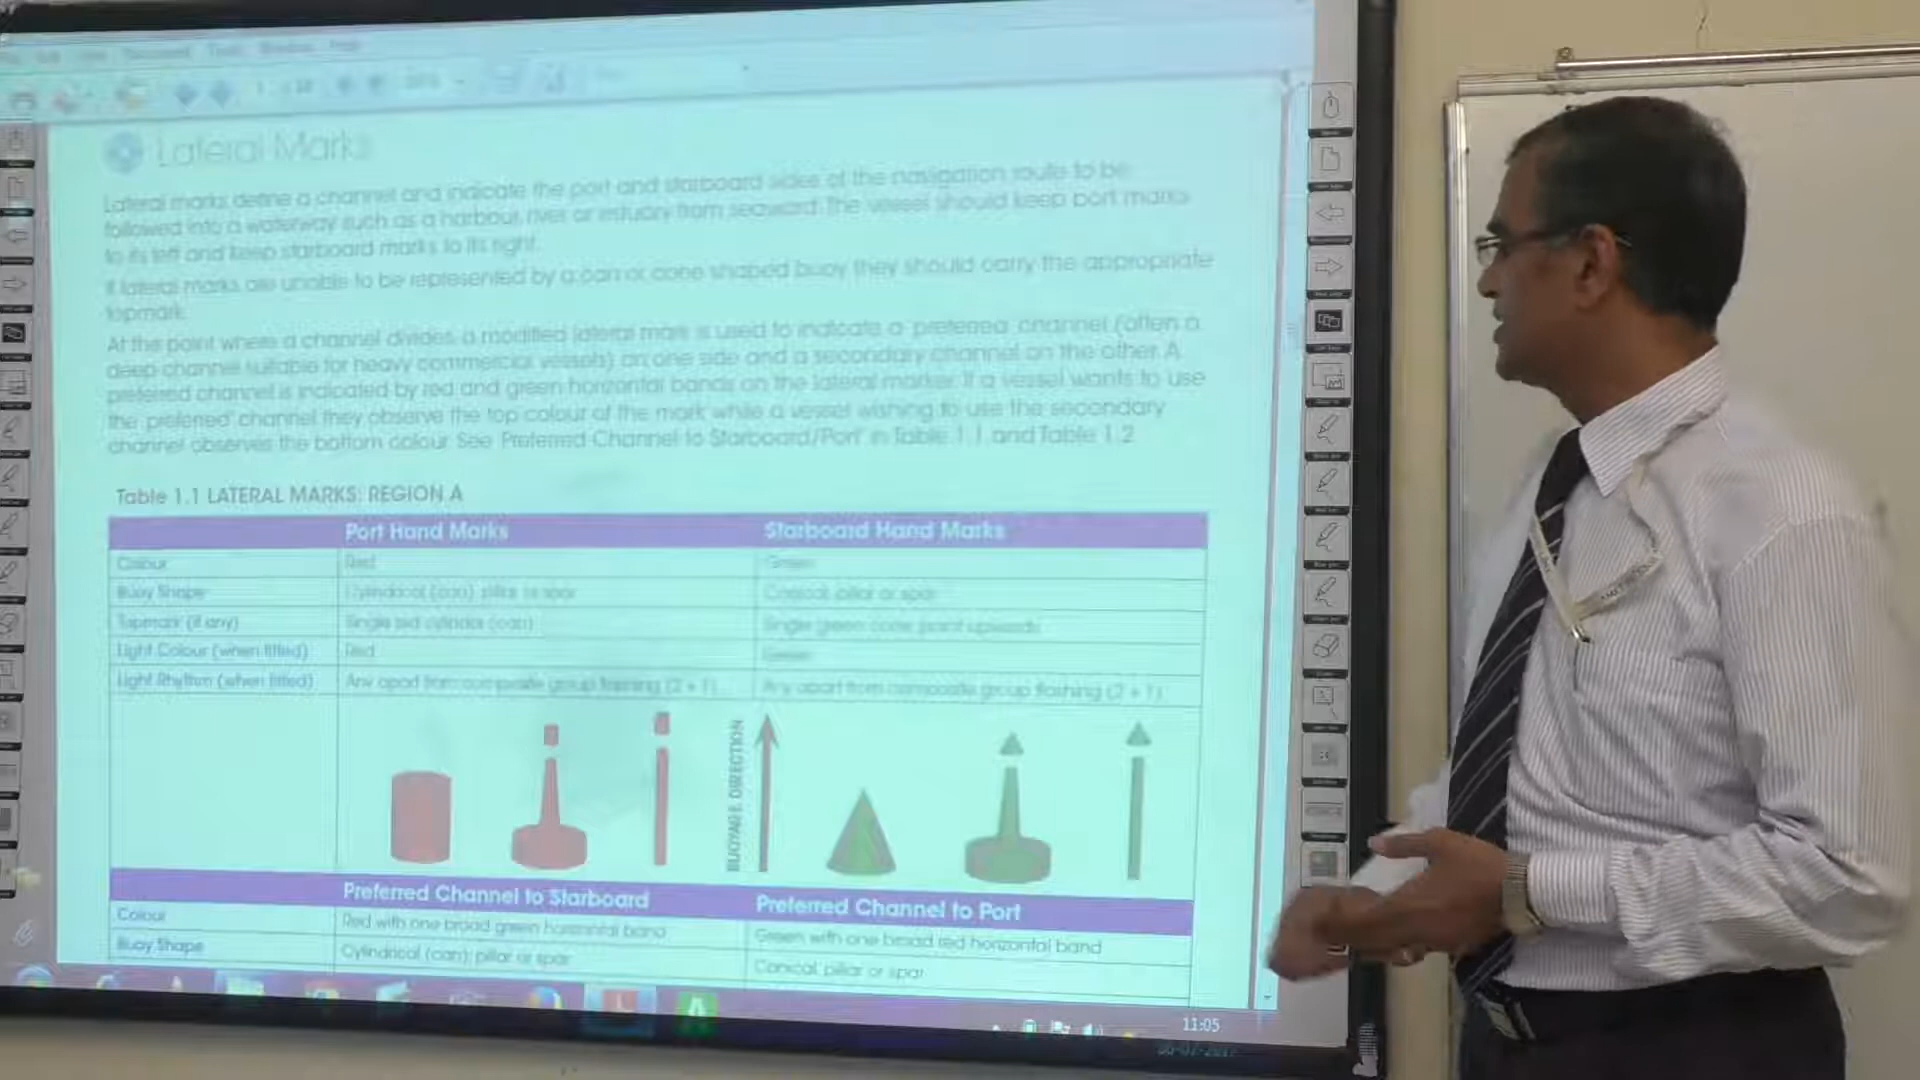 Lateral Marks
Lateral marks define a channel and indicate the port and starboard sides of the navigation route to be
followed into a waterway such as a harbour, river or estuary from seaward. The vessel should keep port marks
to its left and keep starboard marks to its right.
If lateral marks are unable to be represented by a can or cone shaped buoy they should carry the appropriate
topmark.
At the point where a channel divides, a modified lateral mark is used to indicate a 'preferred' channel (often a
deep channel suitable for heavy commercial vessels) on one side and a secondary channel on the other. A
preferred channel is indicated by red and green horizontal bands on the lateral marker. If a vessel wants to use
the 'preferred' channel they observe the top colour of the mark while a vessel wishing to use the secondary
channel observes the bottom colour. See 'Preferred Channel to Starboard/Port' in Table 1.1 and Table 1.2
Table 1.1 LATERAL MARKS: REGION A
Port Hand Marks Starboard Hand Marks
Colour Red Green
Buoy Shape Cylindrical (can), pillar or spar Conical, pillar or spar
Topmark (if any) Single red cylinder (can) Single green cone, point upwards
Light Colour (when fitted) Red Green
Light Rhythm (when fitted) Any apart from composite group flashing (2 + 1) Any apart from composite group flashing (2 + 1)
BUOYAGE DIRECTION
Preferred Channel to Starboard Preferred Channel to Port
Colour Red with one broad green horizontal band Green with one broad red horizontal band
Buoy Shape Cylindrical (can), pillar or spar Conical, pillar or spar
11:05